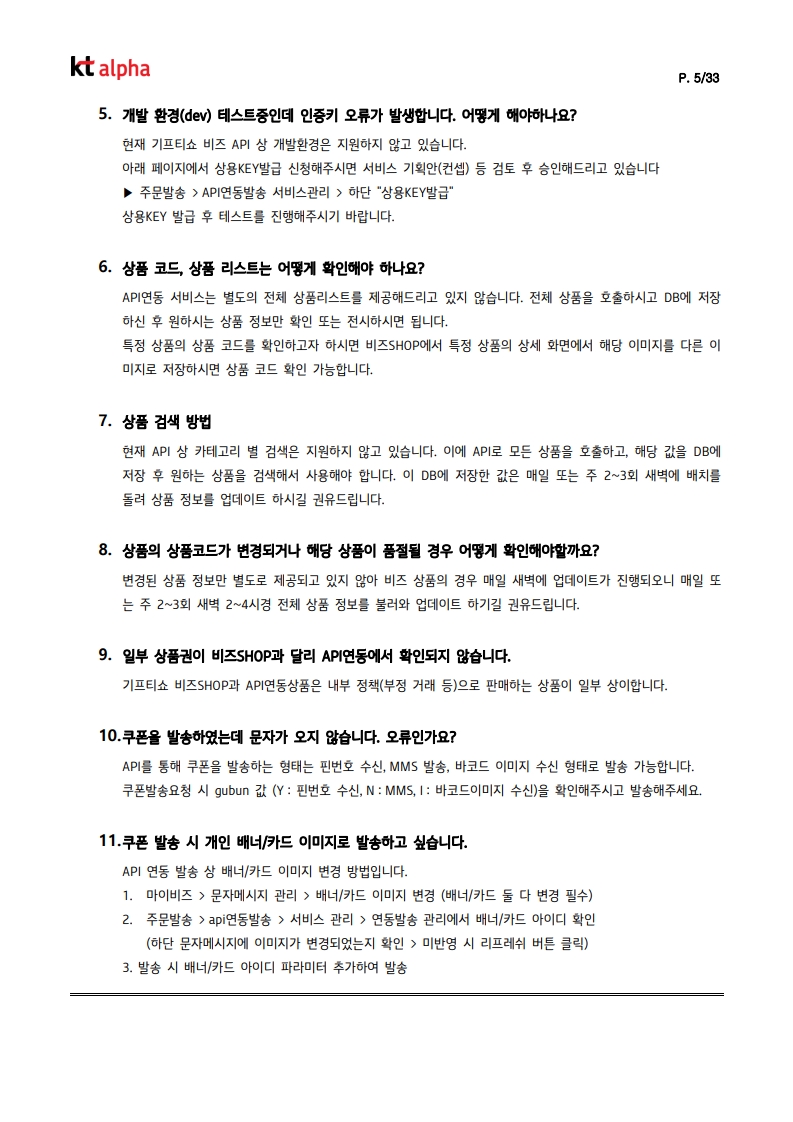 kt alpha
P. 5/33
5. 개발 환경(dev) 테스트중인데 인증키 오류가 발생합니다. 어떻게 해야하나요?
현재 기프티쇼 비즈 API 상 개발환경은 지원하지 않고 있습니다.
아래 페이지에서 상용KEY발급 신청해주시면 서비스 기획안(컨셉) 등 검토 후 승인해드리고 있습니다
▶ 주문발송 > API연동발송 서비스관리 > 하단 "상용KEY발급"
상용KEY 발급 후 테스트를 진행해주시기 바랍니다.
6. 상품 코드, 상품 리스트는 어떻게 확인해야 하나요?
API연동 서비스는 별도의 전체 상품리스트를 제공해드리고 있지 않습니다. 전체 상품을 호출하시고 DB에 저장
하신 후 원하시는 상품 정보만 확인 또는 전시하시면 됩니다.
특정 상품의 상품 코드를 확인하고자 하시면 비즈SHOP에서 특정 상품의 상세 화면에서 해당 이미지를 다른 이
미지로 저장하시면 상품 코드 확인 가능합니다.
7. 상품 검색 방법
현재 API 상 카테고리 별 검색은 지원하지 않고 있습니다. 이에 API로 모든 상품을 호출하고, 해당 값을 DB에
저장 후 원하는 상품을 검색해서 사용해야 합니다. 이 DB에 저장한 값은 매일 또는 주 2~3회 새벽에 배치를
돌려 상품 정보를 업데이트 하시길 권유드립니다.
8. 상품의 상품코드가 변경되거나 해당 상품이 품절될 경우 어떻게 확인해야할까요?
변경된 상품 정보만 별도로 제공되고 있지 않아 비즈 상품의 경우 매일 새벽에 업데이트가 진행되오니 매일 또
는 주 2~3회 새벽 2~4시경 전체 상품 정보를 불러와 업데이트 하기길 권유드립니다.
9. 일부 상품권이 비즈SHOP과 달리 API연동에서 확인되지 않습니다.
기프티쇼 비즈SHOP과 API연동상품은 내부 정책(부정 거래 등)으로 판매하는 상품이 일부 상이합니다.
10.쿠폰을 발송하였는데 문자가 오지 않습니다. 오류인가요?
API를 통해 쿠폰을 발송하는 형태는 핀번호 수신, MMS 발송, 바코드 이미지 수신 형태로 발송 가능합니다.
쿠폰발송요청 시 gubun 값 (Y : 핀번호 수신, N : MMS, I : 바코드이미지 수신)을 확인해주시고 발송해주세요.
11.쿠폰 발송 시 개인 배너/카드 이미지로 발송하고 싶습니다.
API 연동 발송 상 배너/카드 이미지 변경 방법입니다.
1. 마이비즈 > 문자메시지 관리 > 배너/카드 이미지 변경 (배너/카드 둘 다 변경 필수)
2. 주문발송 > api연동발송 > 서비스 관리 > 연동발송 관리에서 배너/카드 아이디 확인
(하단 문자메시지에 이미지가 변경되었는지 확인 > 미반영 시 리프레쉬 버튼 클릭)
3. 발송 시 배너/카드 아이디 파라미터 추가하여 발송